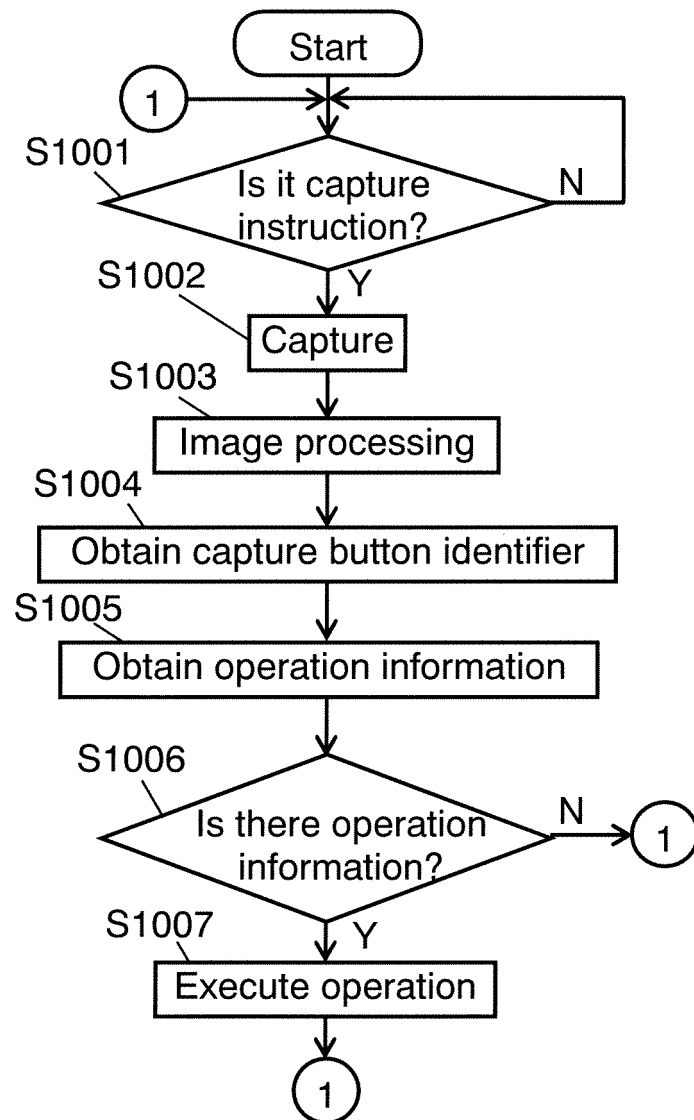 Start
1
S1001
Is it capture
instruction?
N
Y
S1002
Capture
S1003
Image processing
S1004
Obtain capture button identifier
S1005
Obtain operation information
S1006
Is there operation
information?
N
1
Y
S1007
Execute operation
1